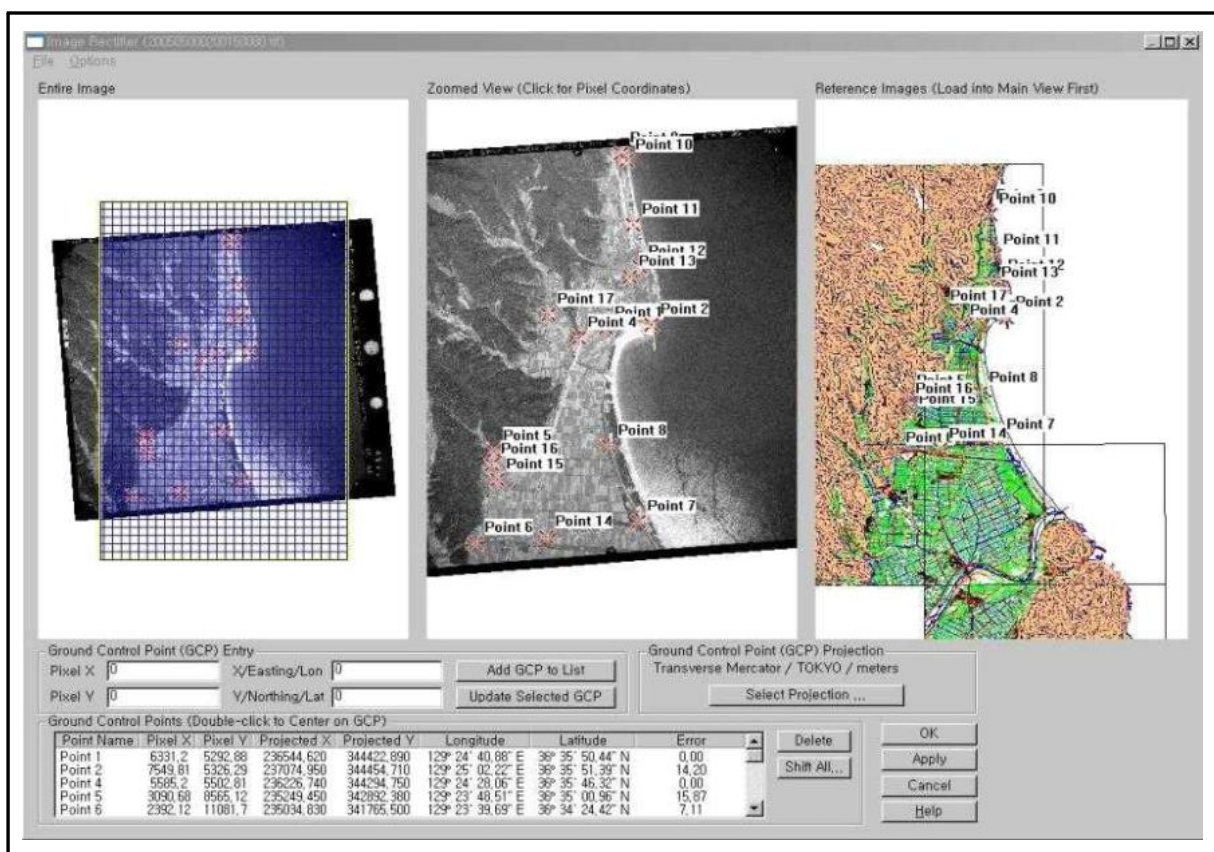 Image Rectifier
File Options
Entire Image
Zoomed View (Click for Pixel Coordinates)
Reference Images (Load into Main View First)
Point 10
Point 11
Point 12
Point 13
Point 17
Point 2
Point 4
Point 5
Point 16
Point 15
Point 8
Point 7
Point 14
Point 6
Point 10
Point 11
Point 13
Point 17
Point 2
Point 4
Point 8
Point 16
Point 15
Point 7
Point 14
Ground Control Point (GCP) Entry
Pixel X 0 X/Easting/Lon 0 Add GCP to List
Pixel Y 0 Y/Northing/Lat 0 Update Selected GCP
Ground Control Point (GCP) Projection
Transverse Mercator / TOKYO / meters
Select Projection ...
Ground Control Points (Double-click to Center on GCP)
Point Name Pixel X Pixel Y Projected X Projected Y Longitude Latitude Error
Point 1 6331,2 5292,88 236544,620 344422,890 129° 24' 40,88" E 36° 35' 50,44" N 0,00
Point 2 7549,81 5326,29 237074,950 344454,710 129° 25' 02,22" E 36° 35' 51,39" N 14,20
Point 4 5585,2 5502,81 236226,740 344294,750 129° 24' 28,06" E 36° 35' 46,32" N 0,00
Point 5 3090,68 8565,12 235249,450 342892,380 129° 23' 48,51" E 36° 35' 00,96" N 15,87
Point 6 2392,12 11081,7 235034,830 341765,500 129° 23' 39,69" E 36° 34' 24,42" N 7,11
Delete
Shift All...
OK
Apply
Cancel
Help